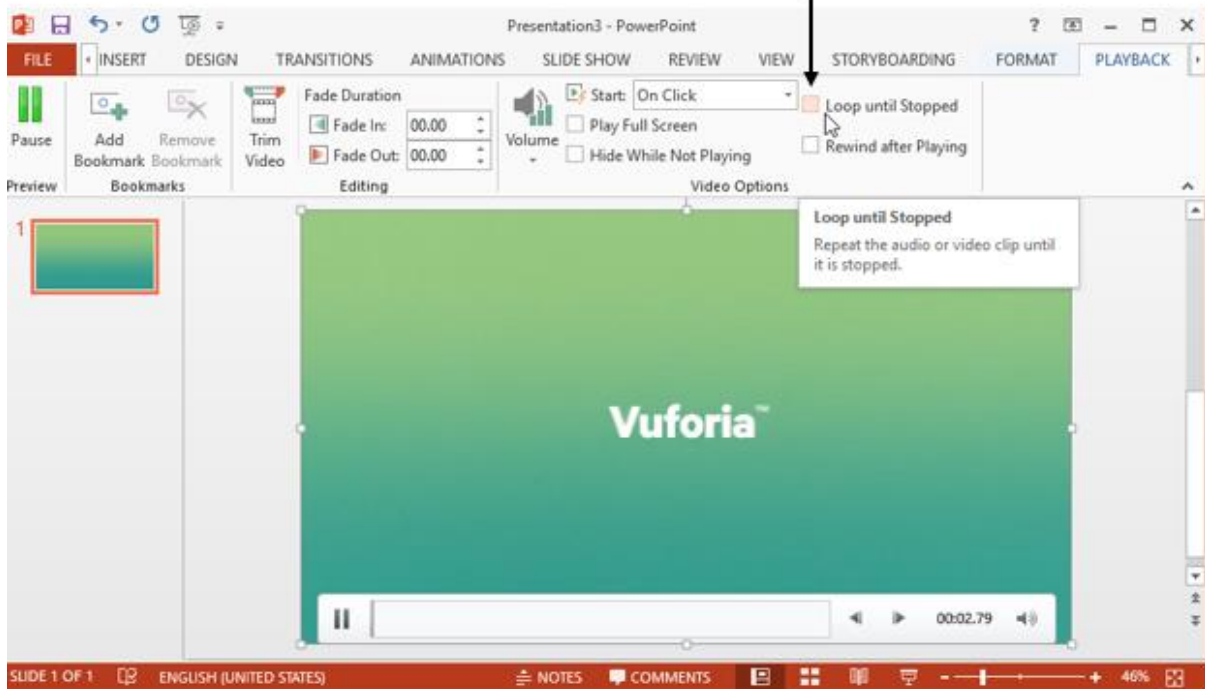 Presentation3 - PowerPoint
?
FILE INSERT DESIGN TRANSITIONS ANIMATIONS SLIDE SHOW REVIEW VIEW STORYBOARDING FORMAT PLAYBACK
Pause
Preview
Add Bookmark
Remove Bookmark
Bookmarks
Trim Video
Fade Duration
Fade In: 00.00
Fade Out: 00.00
Editing
Volume
Start: On Click
Play Full Screen
Hide While Not Playing
Loop until Stopped
Rewind after Playing
Video Options
Loop until Stopped
Repeat the audio or video clip until
it is stopped.
1
Vuforia™
00:02.79
SLIDE 1 OF 1 ENGLISH (UNITED STATES) NOTES COMMENTS 46%